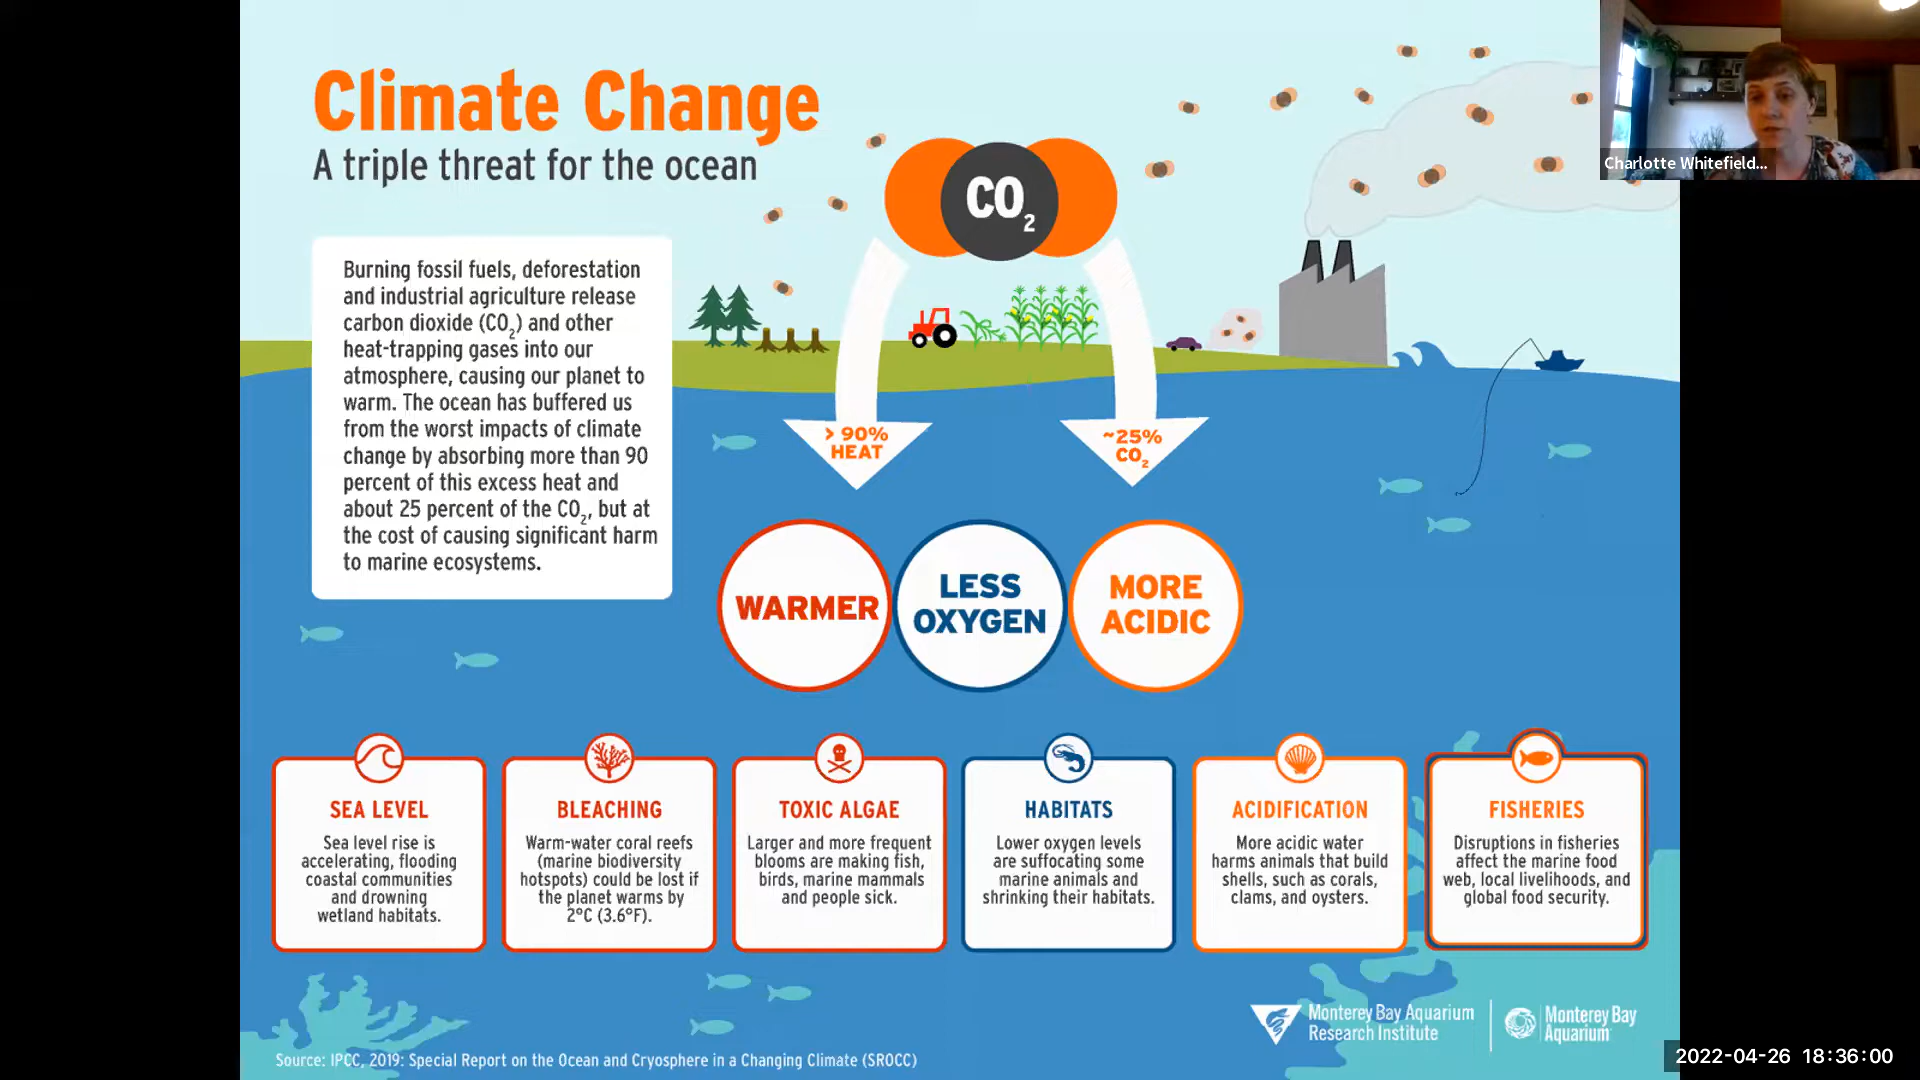 Climate Change
A triple threat for the ocean
CO2
Charlotte Whitefield...
Burning fossil fuels, deforestation
and industrial agriculture release
carbon dioxide (CO2) and other
heat-trapping gases into our
atmosphere, causing our planet to
warm. The ocean has buffered us
from the worst impacts of climate
change by absorbing more than 90
percent of this excess heat and
about 25 percent of the CO2, but at
the cost of causing significant harm
to marine ecosystems.
> 90%
HEAT
~25%
CO2
WARMER
LESS
OXYGEN
MORE
ACIDIC
SEA LEVEL
Sea level rise is
accelerating, flooding
coastal communities
and drowning
wetland habitats.
BLEACHING
Warm-water coral reefs
(marine biodiversity
hotspots) could be lost if
the planet warms by
2°C (3.6°F).
TOXIC ALGAE
Larger and more frequent
blooms are making fish,
birds, marine mammals
and people sick.
HABITATS
Lower oxygen levels
are suffocating some
marine animals and
shrinking their habitats.
ACIDIFICATION
More acidic water
harms animals that build
shells, such as corals,
clams, and oysters.
FISHERIES
Disruptions in fisheries
affect the marine food
web, local livelihoods, and
global food security.
Monterey Bay Aquarium
Research Institute
Monterey Bay
Aquarium
Source: IPCC, 2019: Special Report on the Ocean and Cryosphere in a Changing Climate (SROCC)
2022-04-26 18:36:00